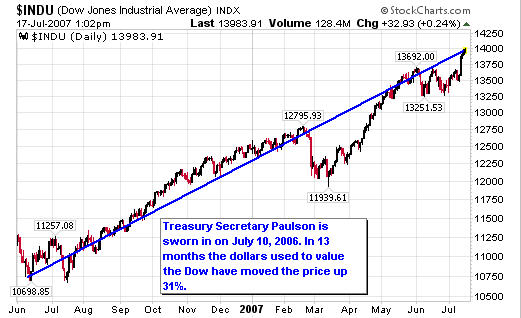 $INDU (Dow Jones Industrial Average) INDX © StockCharts.com
17-Jul-2007 1:02pm Last 13983.91 Volume 128.4M Chg +32.93 (+0.24%)
$INDU (Daily) 13983.91
14250
14000
13750
13500
13250
13000
12750
12500
12250
12000
11750
11500
11250
11000
10750
10500
13692.00
13251.53
12795.93
11939.61
11257.08
10698.85
Treasury Secretary Paulson is
sworn in on July 10, 2006. In 13
months the dollars used to value
the Dow have moved the price up
31%.
Jun Jul Aug Sep Oct Nov Dec 2007 Feb Mar Apr May Jun Jul